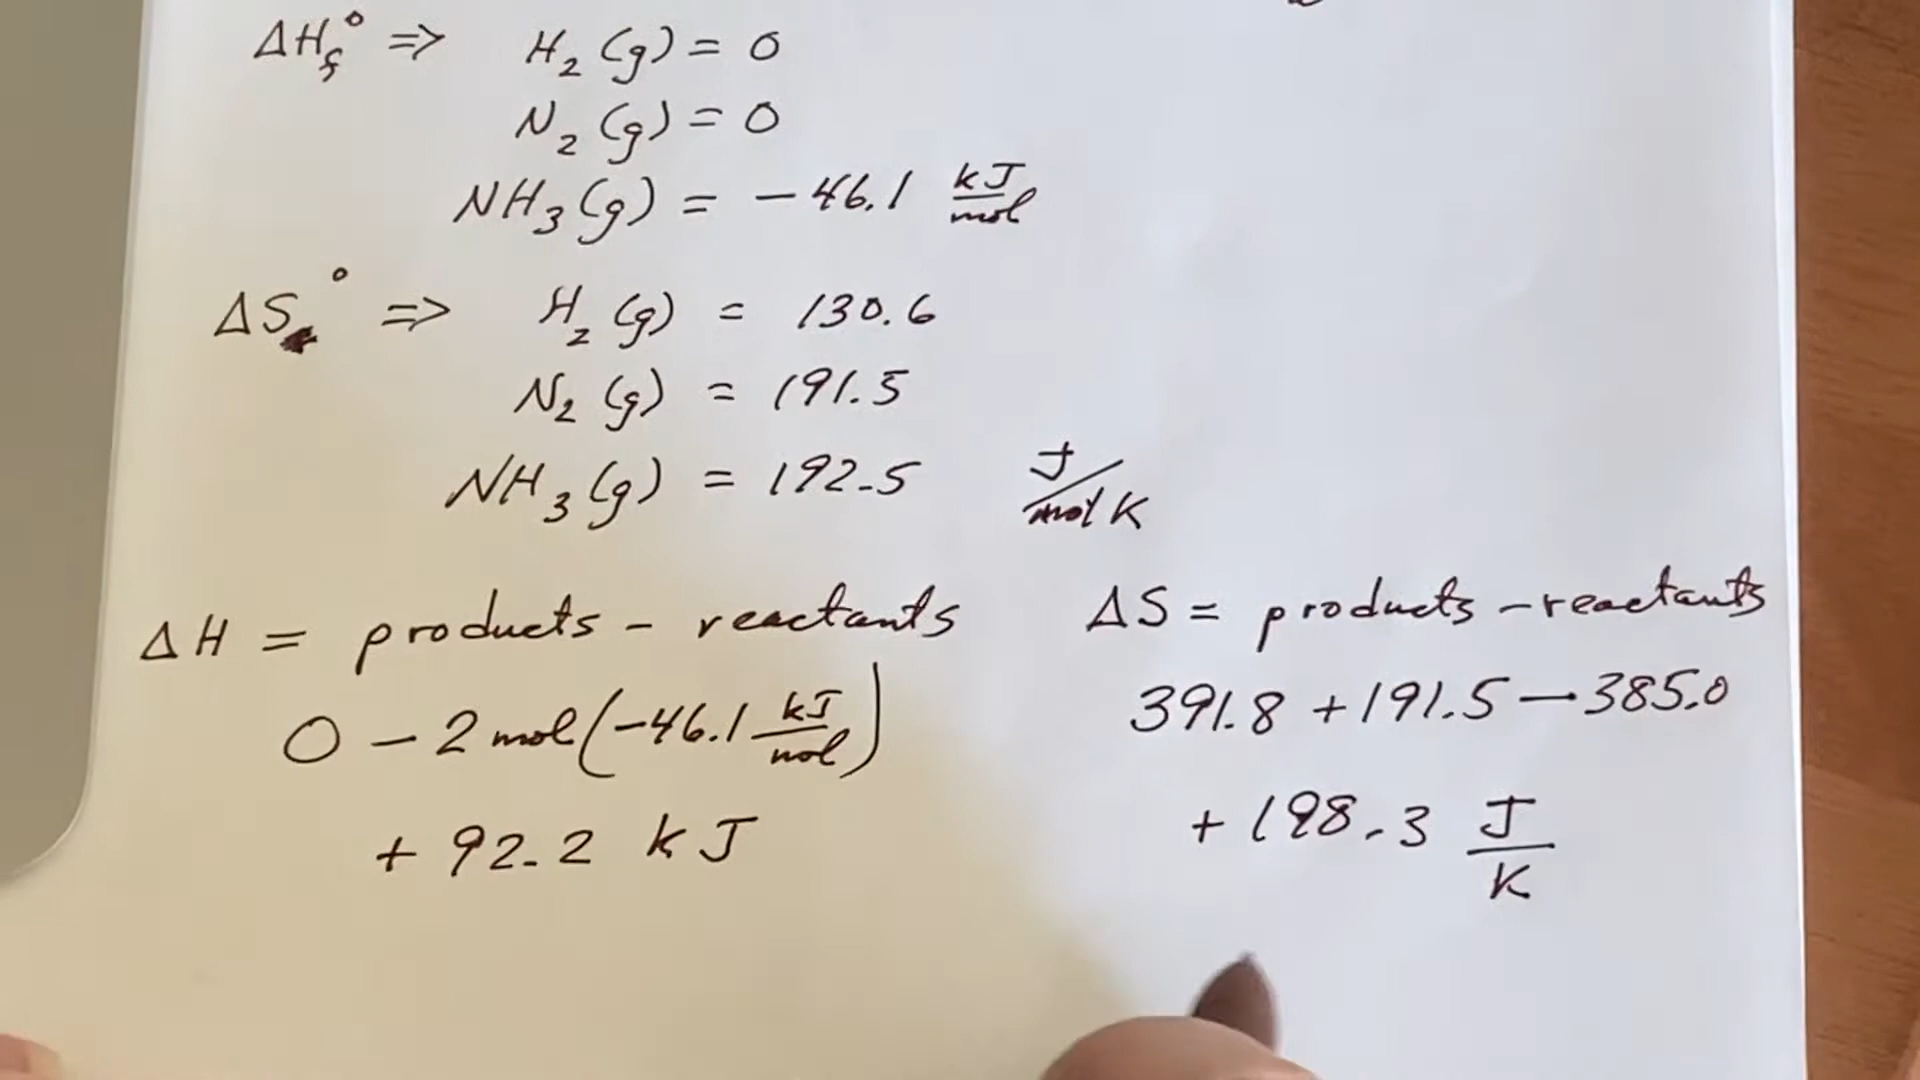 ΔHf° => H2(g) = 0
N2(g) = 0
NH3(g) = -46.1 kJ/mol
ΔS° => H2(g) = 130.6
N2(g) = 191.5
NH3(g) = 192.5 J/mol K
ΔH = products - reactants
0 - 2 mol(-46.1 kJ/mol)
+ 92.2 kJ
ΔS = products - reactants
391.8 + 191.5 - 385.0
+ 198.3 J/K